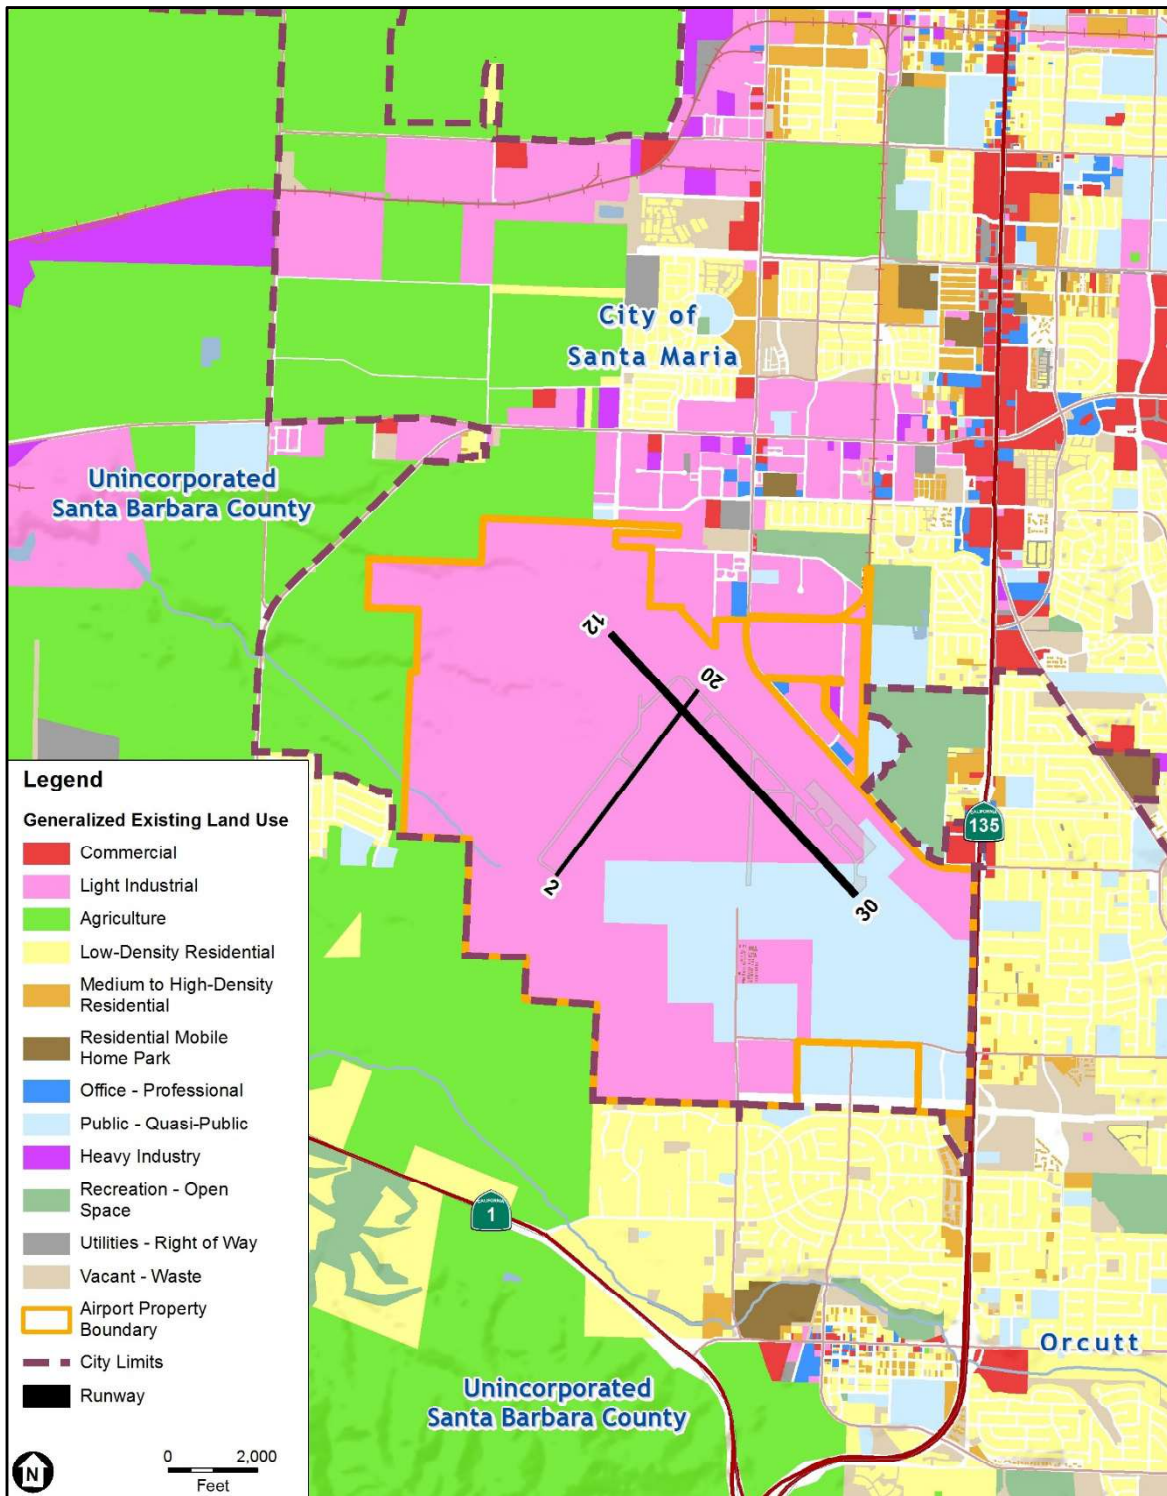 City of
Santa Maria
Unincorporated
Santa Barbara County
12
20
2
30
CALIFORNIA
135
Legend
Generalized Existing Land Use
Commercial
Light Industrial
Agriculture
Low-Density Residential
Medium to High-Density
Residential
Residential Mobile
Home Park
Office - Professional
Public - Quasi-Public
Heavy Industry
Recreation - Open
Space
Utilities - Right of Way
Vacant - Waste
Airport Property
Boundary
City Limits
Runway
N
0 2,000
Feet
CALIFORNIA
1
Orcutt
Unincorporated
Santa Barbara County